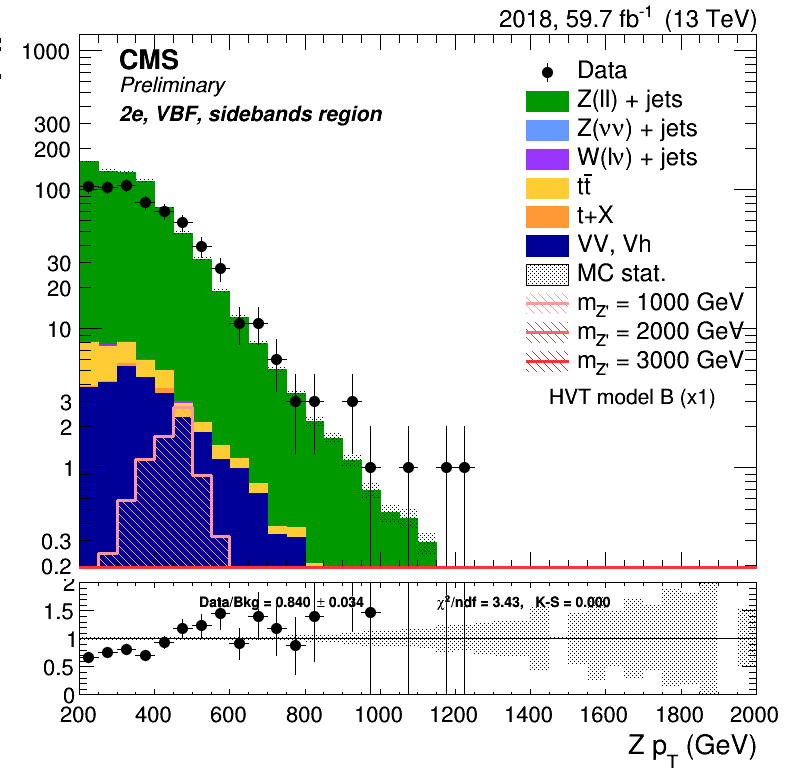 2018, 59.7 fb⁻¹ (13 TeV)
CMS
Preliminary
2e, VBF, sidebands region
Data
Z(ll) + jets
Z(νν) + jets
W(lν) + jets
tt̄
t+X
VV, Vh
MC stat.
m_Z' = 1000 GeV
m_Z' = 2000 GeV
m_Z' = 3000 GeV
HVT model B (x1)
1000
300
200
100
30
20
10
3
2
1
0.3
0.2
Data/Bkg = 0.840 ± 0.034
χ²/ndf = 3.43, K-S = 0.000
2
1.5
1
0.5
0
200 400 600 800 1000 1200 1400 1600 1800 2000
Z p_T (GeV)